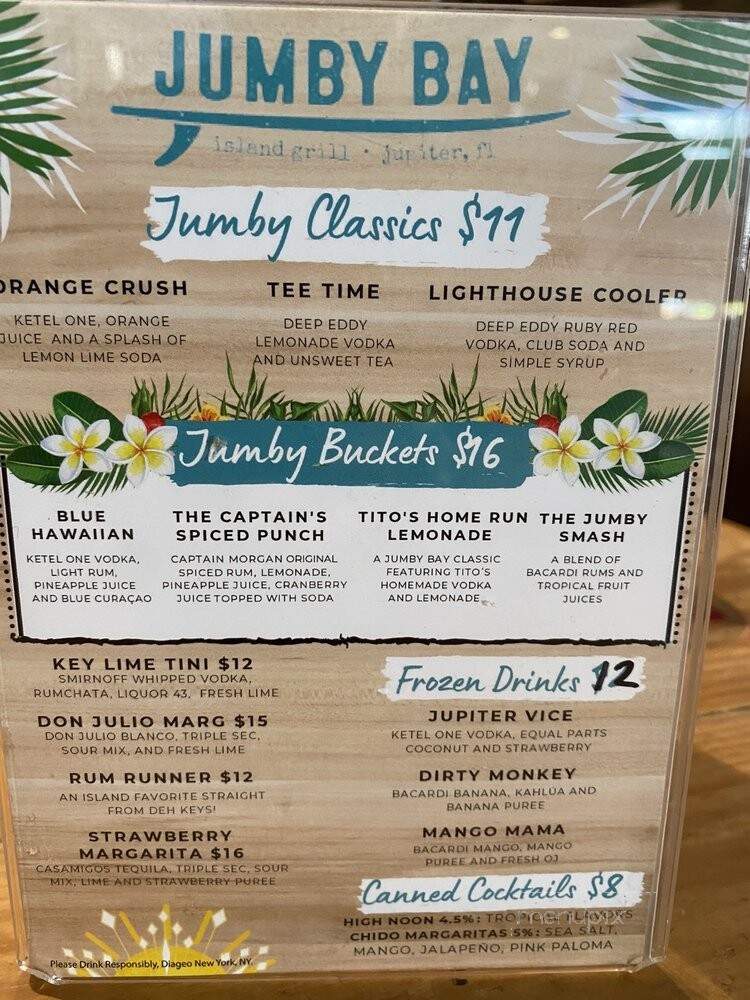 JUMBY BAY
island grill · jupiter, fl
Jumby Classics $11
ORANGE CRUSH
KETEL ONE, ORANGE
JUICE AND A SPLASH OF
LEMON LIME SODA
TEE TIME
DEEP EDDY
LEMONADE VODKA
AND UNSWEET TEA
LIGHTHOUSE COOLER
DEEP EDDY RUBY RED
VODKA, CLUB SODA AND
SIMPLE SYRUP
Jumby Buckets $16
BLUE
HAWAIIAN
KETEL ONE VODKA,
LIGHT RUM,
PINEAPPLE JUICE
AND BLUE CURAÇAO
THE CAPTAIN'S
SPICED PUNCH
CAPTAIN MORGAN ORIGINAL
SPICED RUM, LEMONADE,
PINEAPPLE JUICE, CRANBERRY
JUICE TOPPED WITH SODA
TITO'S HOME RUN
LEMONADE
A JUMBY BAY CLASSIC
FEATURING TITO'S
HOMEMADE VODKA
AND LEMONADE
THE JUMBY
SMASH
A BLEND OF
BACARDI RUMS AND
TROPICAL FRUIT
JUICES
KEY LIME TINI $12
SMIRNOFF WHIPPED VODKA,
RUMCHATA, LIQUOR 43, FRESH LIME
DON JULIO MARG $15
DON JULIO BLANCO, TRIPLE SEC,
SOUR MIX, AND FRESH LIME
RUM RUNNER $12
AN ISLAND FAVORITE STRAIGHT
FROM DEH KEYS!
STRAWBERRY
MARGARITA $16
CASAMIGOS TEQUILA, TRIPLE SEC, SOUR
MIX, LIME AND STRAWBERRY PUREE
Frozen Drinks 12
JUPITER VICE
KETEL ONE VODKA, EQUAL PARTS
COCONUT AND STRAWBERRY
DIRTY MONKEY
BACARDI BANANA, KAHLUA AND
BANANA PUREE
MANGO MAMA
BACARDI MANGO, MANGO
PUREE AND FRESH OJ
Canned Cocktails $8
HIGH NOON 4.5%: TROPICAL FLAVORS
CHIDO MARGARITAS 5%: SEA SALT,
MANGO, JALAPEÑO, PINK PALOMA
Please Drink Responsibly, Diageo New York, NY.